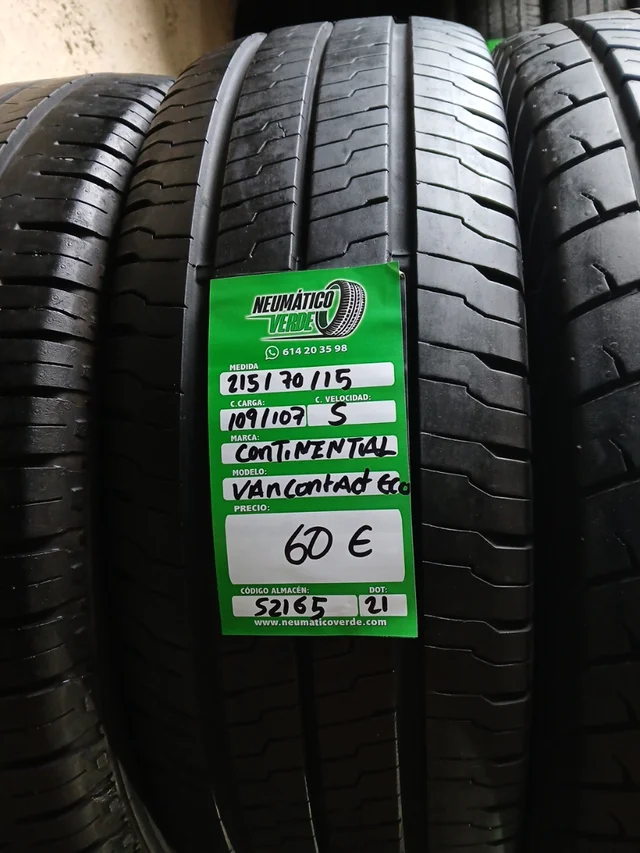 NEUMÁTICO
VERDE
614 20 35 98
MEDIDA
215/70/15
C.CARGA: C. VELOCIDAD:
109/107 S
MARCA:
CONTINENTAL
MODELO:
VANContAct Eco
PRECIO:
60 €
CÓDIGO ALMACÉN: DOT:
S2165 21
www.neumaticoverde.com